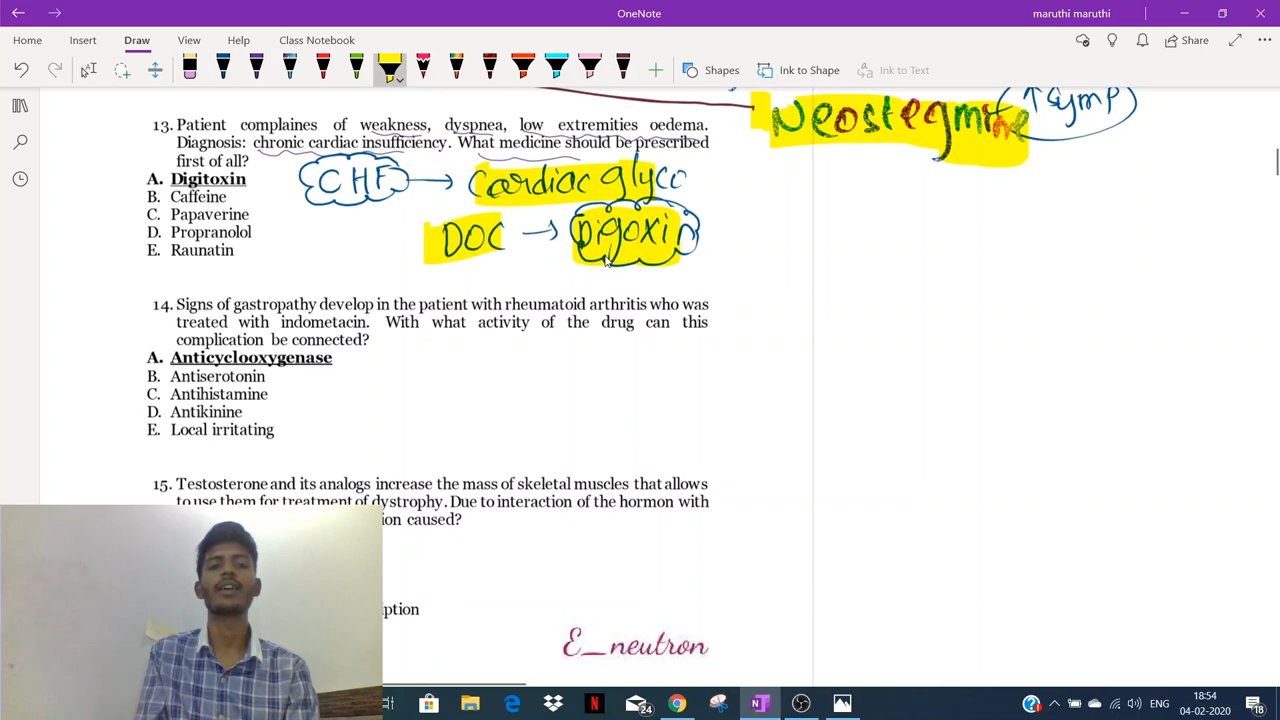 OneNote
maruthi maruthi
Home Insert Draw View Help Class Notebook Share
Shapes Ink to Shape Ink to Text
↑ Symp
Neostegmine
13. Patient complaines of weakness, dyspnea, low extremities oedema.
Diagnosis: chronic cardiac insufficiency. What medicine should be prescribed
first of all?
CHF → Cardiac glyco
A. Digitoxin
B. Caffeine
C. Papaverine
D. Propranolol
E. Raunatin
DOC → Digoxin
14. Signs of gastropathy develop in the patient with rheumatoid arthritis who was
treated with indometacin. With what activity of the drug can this
complication be connected?
A. Anticyclooxygenase
B. Antiserotonin
C. Antihistamine
D. Antikinine
E. Local irritating
15. Testosterone and its analogs increase the mass of skeletal muscles that allows
to use them for treatment of dystrophy. Due to interaction of the hormon with
ion caused?
ption
E_neutron
24
ENG
18:54
04-02-2020
18